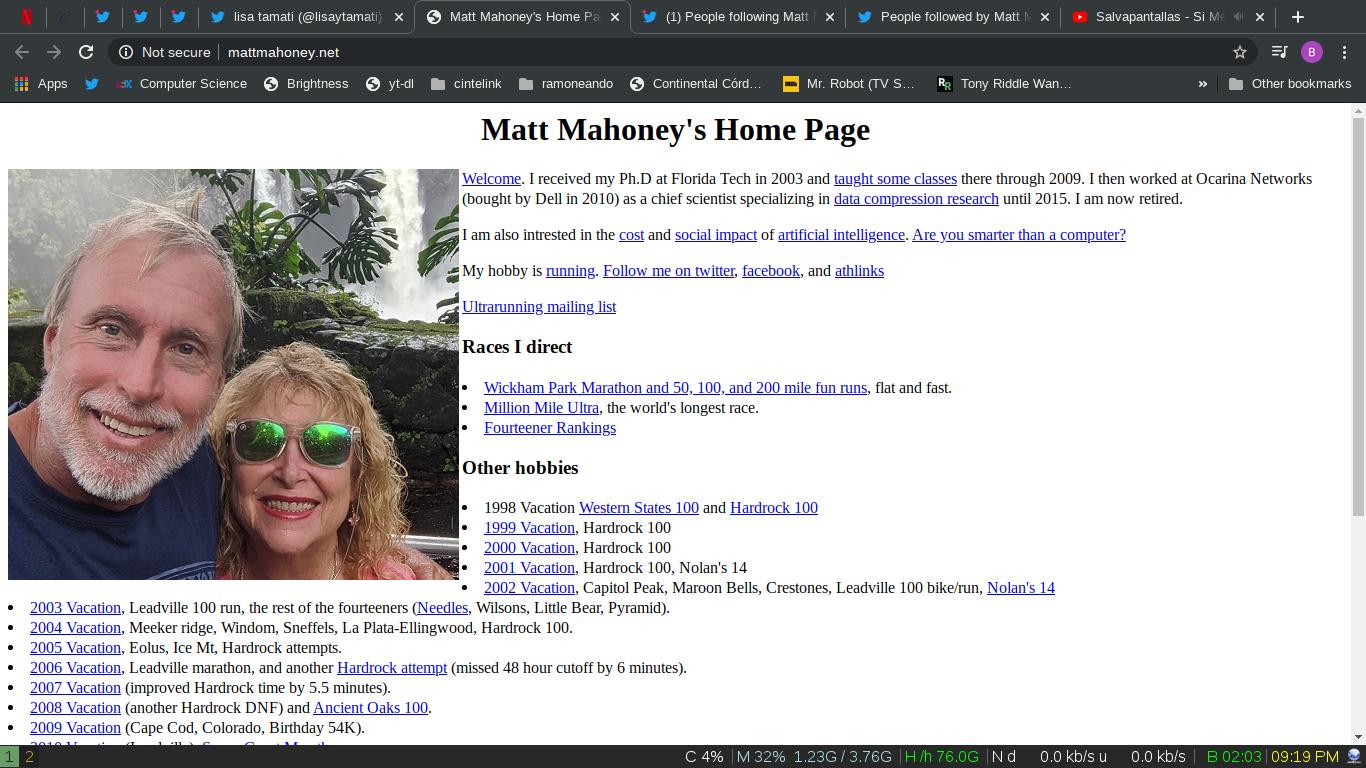 lisa tamati (@lisaytamati)
Matt Mahoney's Home Pa
(1) People following Matt
People followed by Matt M
Salvapantallas - Si Me
Not secure
mattmahoney.net
B
Apps
Computer Science
Brightness
yt-dl
cintelink
ramoneando
Continental Córd…
Mr. Robot (TV S…
Tony Riddle Wan…
»
Other bookmarks
Matt Mahoney's Home Page
Welcome. I received my Ph.D at Florida Tech in 2003 and taught some classes there through 2009. I then worked at Ocarina Networks
(bought by Dell in 2010) as a chief scientist specializing in data compression research until 2015. I am now retired.
I am also intrested in the cost and social impact of artificial intelligence. Are you smarter than a computer?
My hobby is running. Follow me on twitter, facebook, and athlinks
Ultrarunning mailing list
Races I direct
• Wickham Park Marathon and 50, 100, and 200 mile fun runs, flat and fast.
• Million Mile Ultra, the world's longest race.
• Fourteener Rankings
Other hobbies
• 1998 Vacation Western States 100 and Hardrock 100
• 1999 Vacation, Hardrock 100
• 2000 Vacation, Hardrock 100
• 2001 Vacation, Hardrock 100, Nolan's 14
• 2002 Vacation, Capitol Peak, Maroon Bells, Crestones, Leadville 100 bike/run, Nolan's 14
• 2003 Vacation, Leadville 100 run, the rest of the fourteeners (Needles, Wilsons, Little Bear, Pyramid).
• 2004 Vacation, Meeker ridge, Windom, Sneffels, La Plata-Ellingwood, Hardrock 100.
• 2005 Vacation, Eolus, Ice Mt, Hardrock attempts.
• 2006 Vacation, Leadville marathon, and another Hardrock attempt (missed 48 hour cutoff by 6 minutes).
• 2007 Vacation (improved Hardrock time by 5.5 minutes).
• 2008 Vacation (another Hardrock DNF) and Ancient Oaks 100.
• 2009 Vacation (Cape Cod, Colorado, Birthday 54K).
1 2 C 4% | M 32% 1.23G / 3.76G | H /h 76.0G | N d 0.0 kb/s u 0.0 kb/s | B 02:03 | 09:19 PM